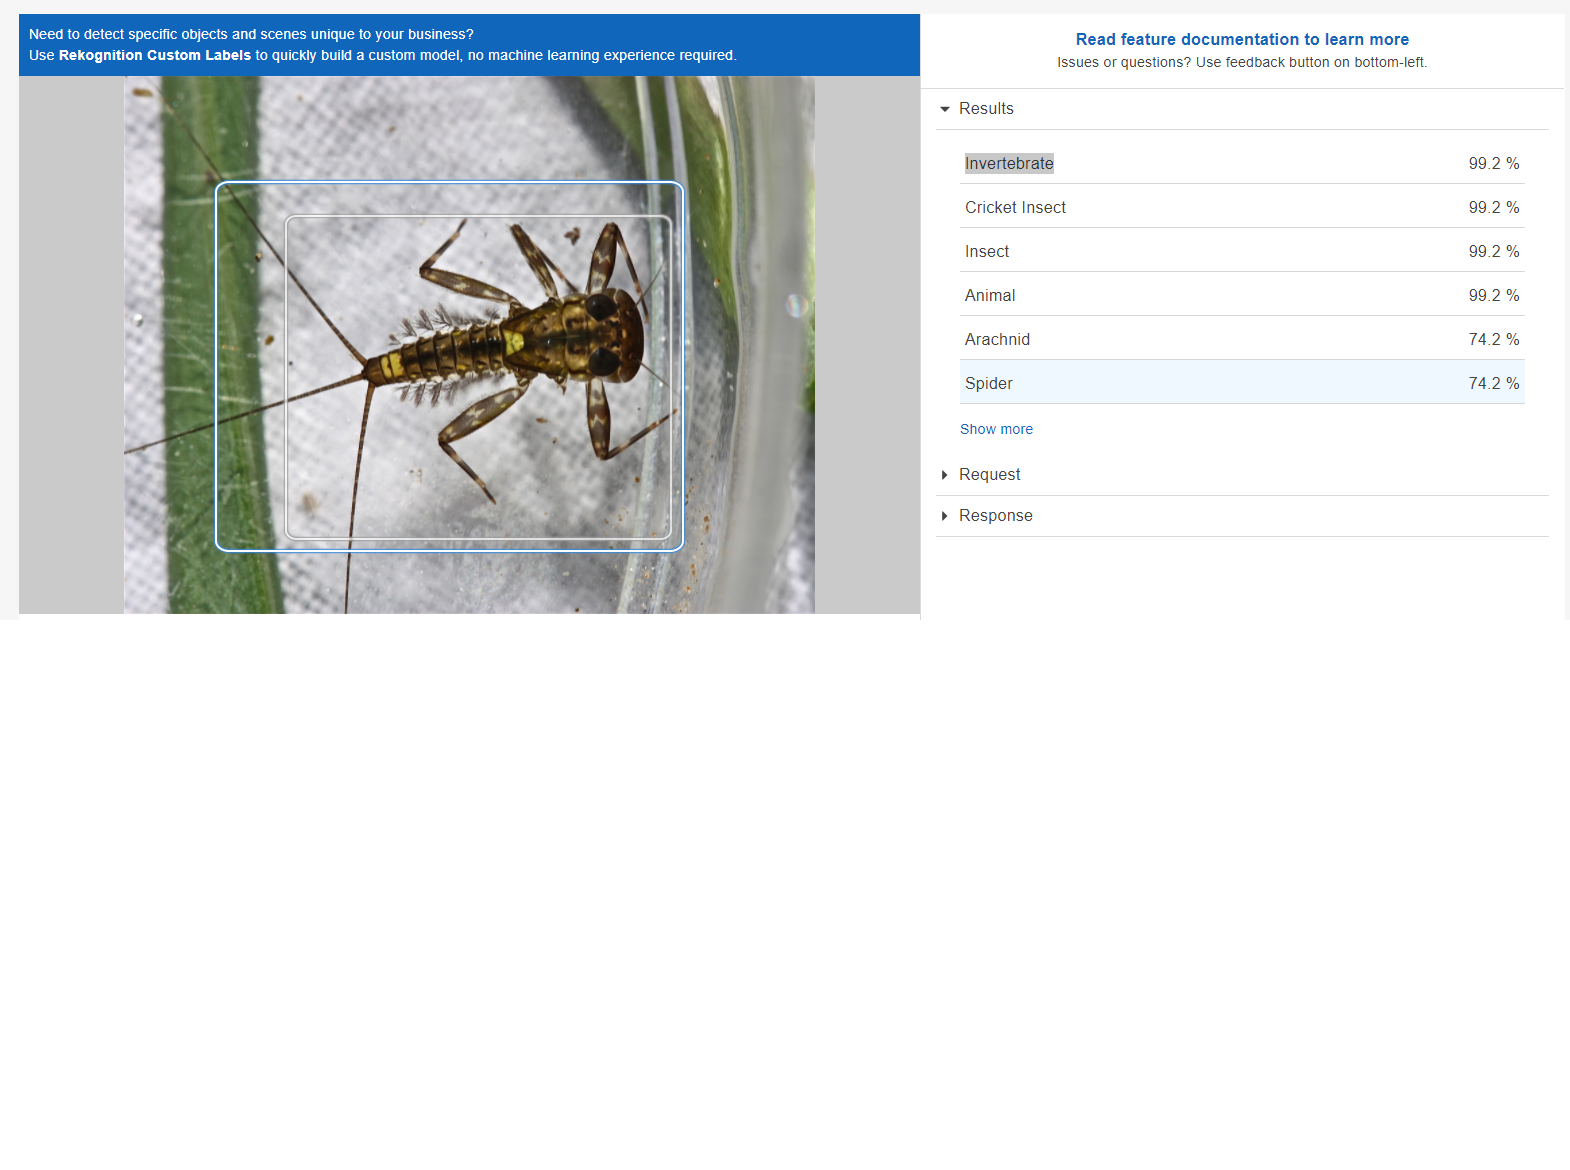 Need to detect specific objects and scenes unique to your business?
Use Rekognition Custom Labels to quickly build a custom model, no machine learning experience required.
Read feature documentation to learn more
Issues or questions? Use feedback button on bottom-left.
Results
Invertebrate 99.2 %
Cricket Insect 99.2 %
Insect 99.2 %
Animal 99.2 %
Arachnid 74.2 %
Spider 74.2 %
Show more
Request
Response